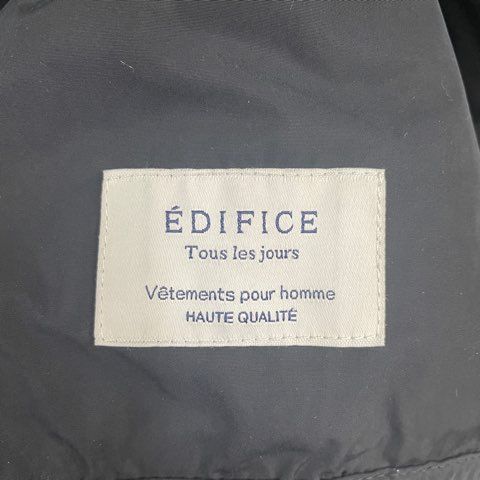 ÉDIFICE
Tous les jours
Vêtements pour homme
HAUTE QUALITÉ